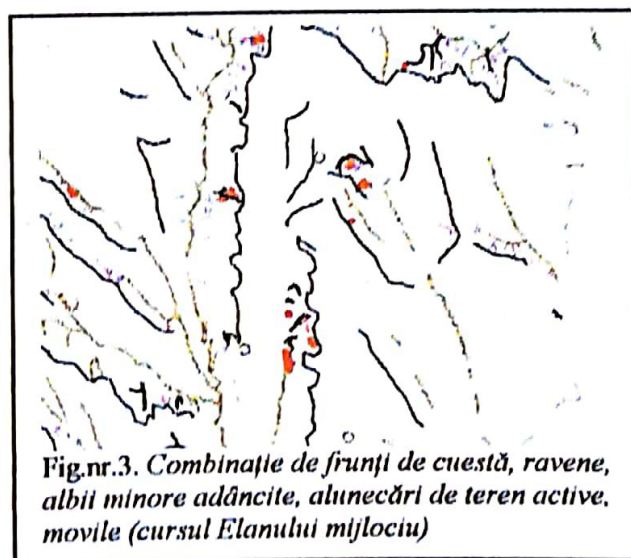 Fig.nr.3. Combinație de frunți de cuestă, ravene,
albii minore adâncite, alunecări de teren active,
movile (cursul Elanului mijlociu)